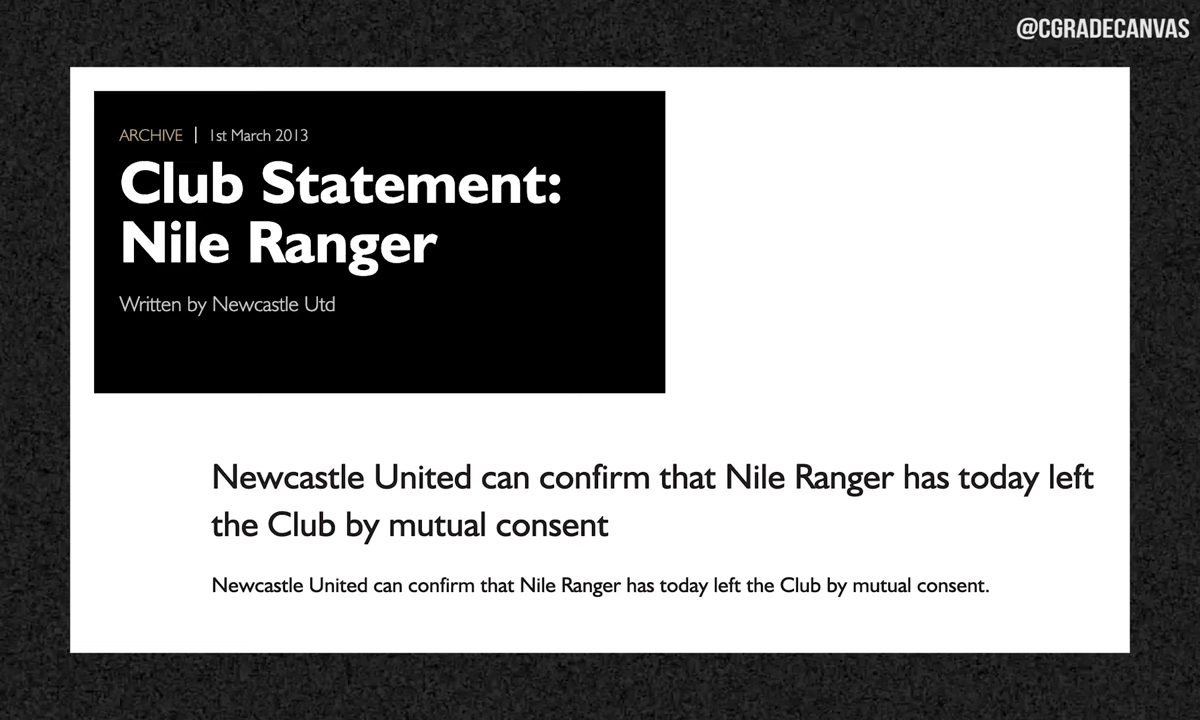 @CGRADECANVAS
ARCHIVE | 1st March 2013
Club Statement:
Nile Ranger
Written by Newcastle Utd
Newcastle United can confirm that Nile Ranger has today left
the Club by mutual consent
Newcastle United can confirm that Nile Ranger has today left the Club by mutual consent.